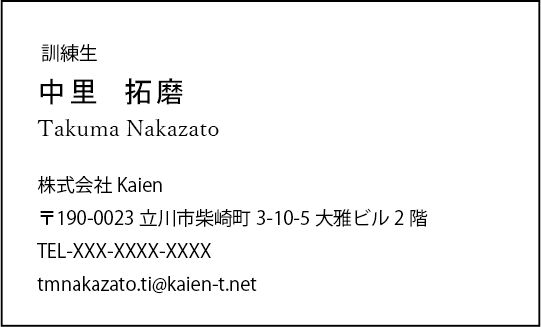 訓練生
中里　拓磨
Takuma Nakazato
株式会社 Kaien
〒190-0023 立川市柴崎町 3-10-5 大雅ビル 2 階
TEL-XXX-XXXX-XXXX
tmnakazato.ti@kaien-t.net